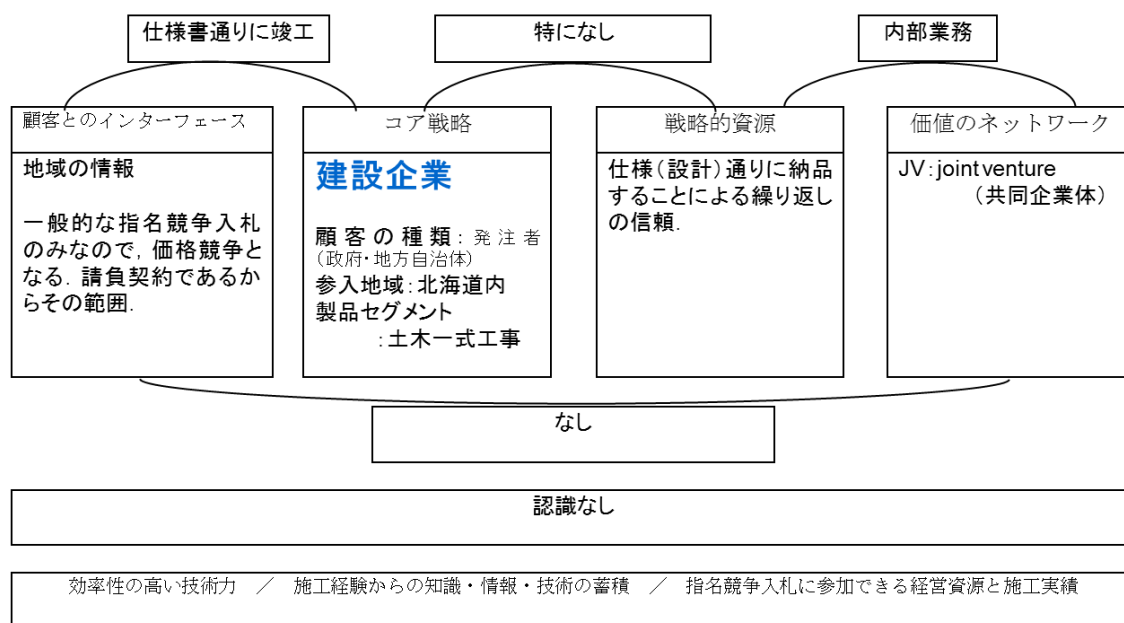 仕様書通りに竣工
特になし
内部業務
顧客とのインターフェース
地域の情報
一般的な指名競争入札
のみなので, 価格競争と
なる. 請負契約であるか
らその範囲.
コア戦略
建設企業
顧客の種類：発注者
(政府・地方自治体)
参入地域：北海道内
製品セグメント
：土木一式工事
戦略的資源
仕様（設計）通りに納品
することによる繰り返し
の信頼.
価値のネットワーク
JV：joint venture
（共同企業体）
なし
認識なし
効率性の高い技術力　／　施工経験からの知識・情報・技術の蓄積　／　指名競争入札に参加できる経営資源と施工実績